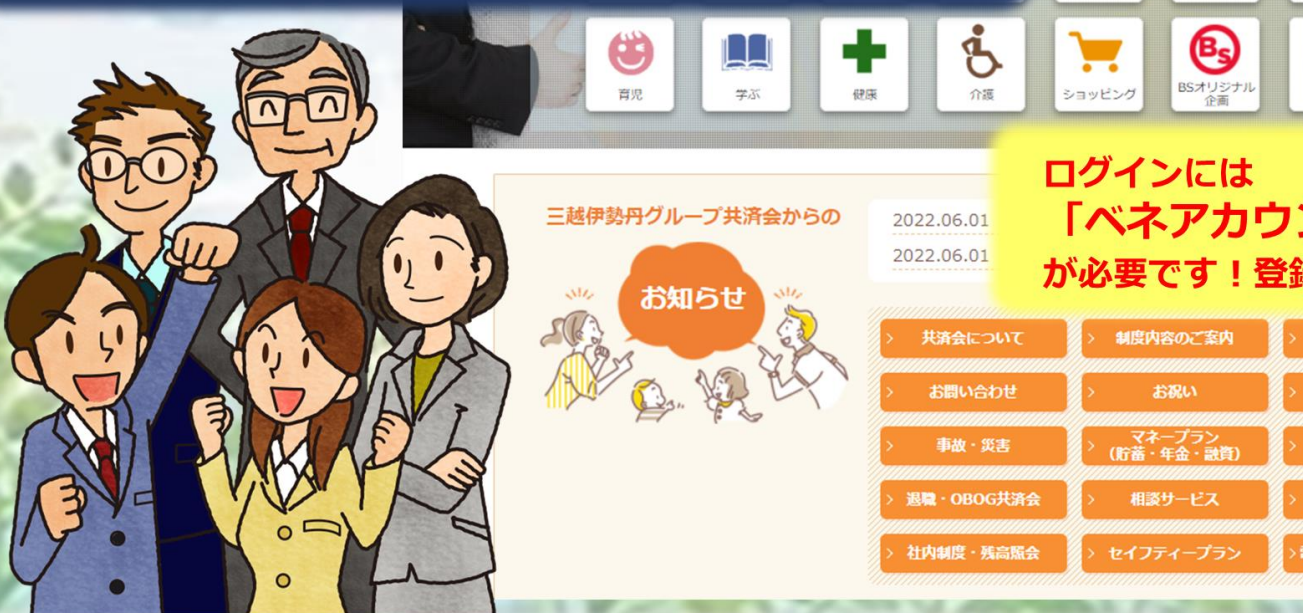 育児
学ぶ
健康
介護
ショッピング
Bs
BSオリジナル
企画
ログインには
「ベネアカウン
が必要です！登録
三越伊勢丹グループ共済会からの
お知らせ
2022.06.01
2022.06.01
共済会について
制度内容のご案内
お問い合わせ
お祝い
事故・災害
マネープラン
(貯蓄・年金・融資)
退職・OBOG共済会
相談サービス
社内制度・残高照会
セイフティープラン